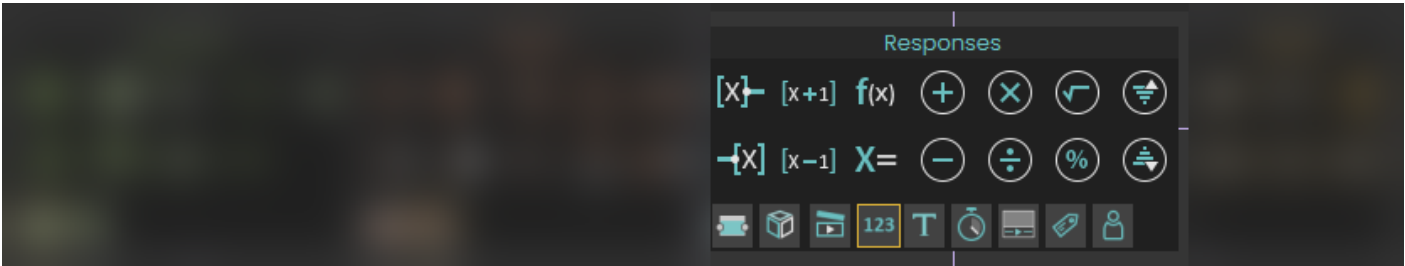 Responses
[X] [x+1] f(x) + × √
[X] [x−1] X= − ÷ %
123 T